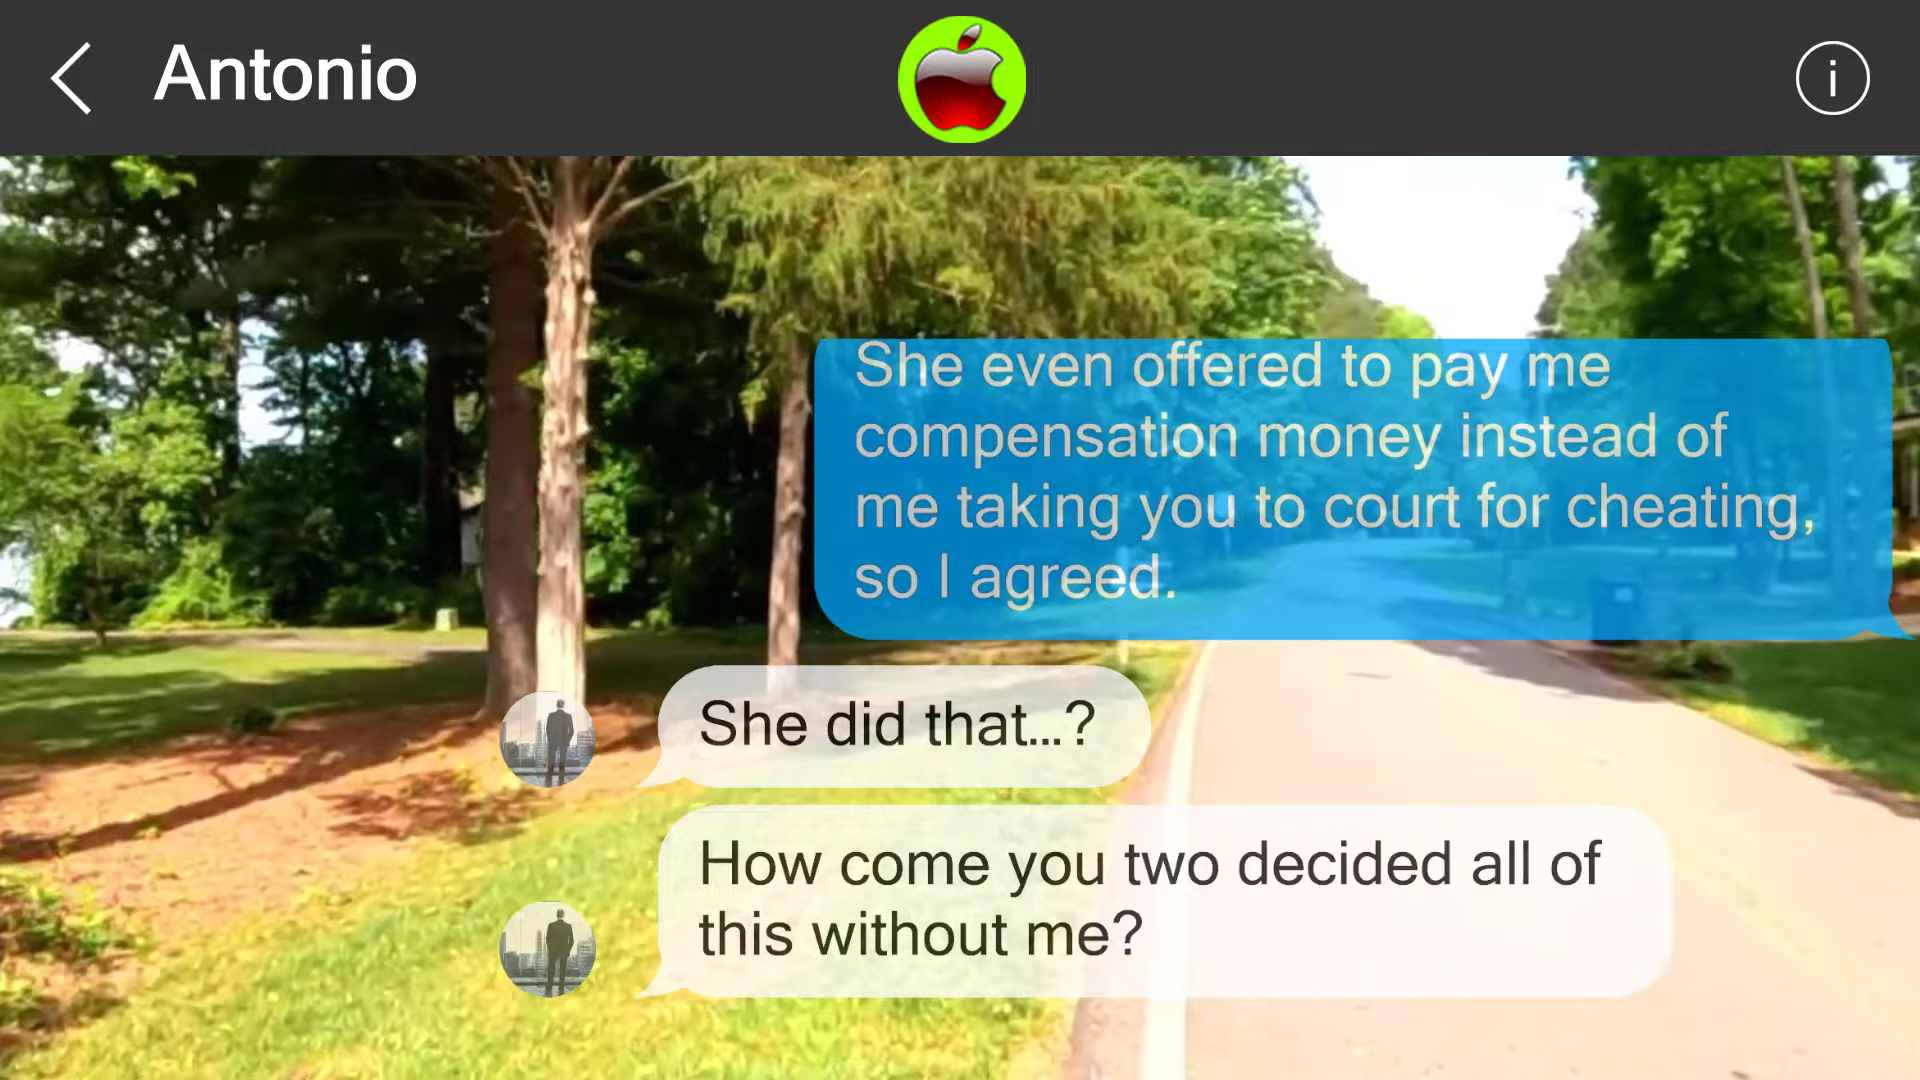 Antonio
i
She even offered to pay me
compensation money instead of
me taking you to court for cheating,
so I agreed.
She did that...?
How come you two decided all of
this without me?